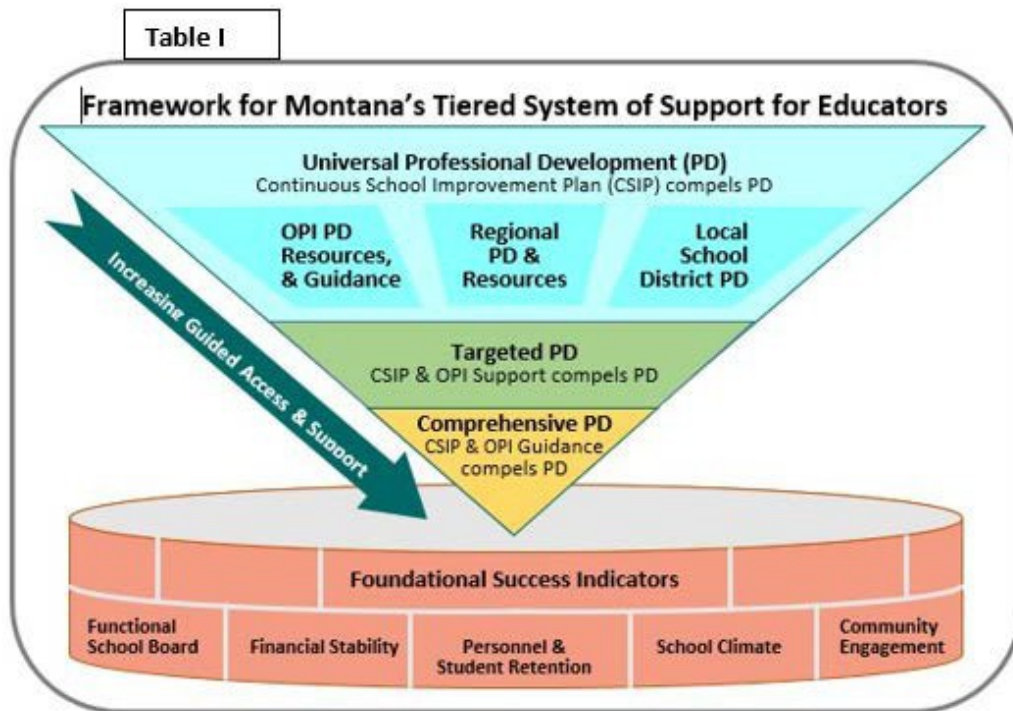 Table I
Framework for Montana's Tiered System of Support for Educators
Universal Professional Development (PD)
Continuous School Improvement Plan (CSIP) compels PD
OPI PD
Resources,
& Guidance
Regional
PD &
Resources
Local
School
District PD
Increasing Guided Access & Support
Targeted PD
CSIP & OPI Support compels PD
Comprehensive PD
CSIP & OPI Guidance
compels PD
Foundational Success Indicators
Functional
School Board
Financial Stability
Personnel &
Student Retention
School Climate
Community
Engagement